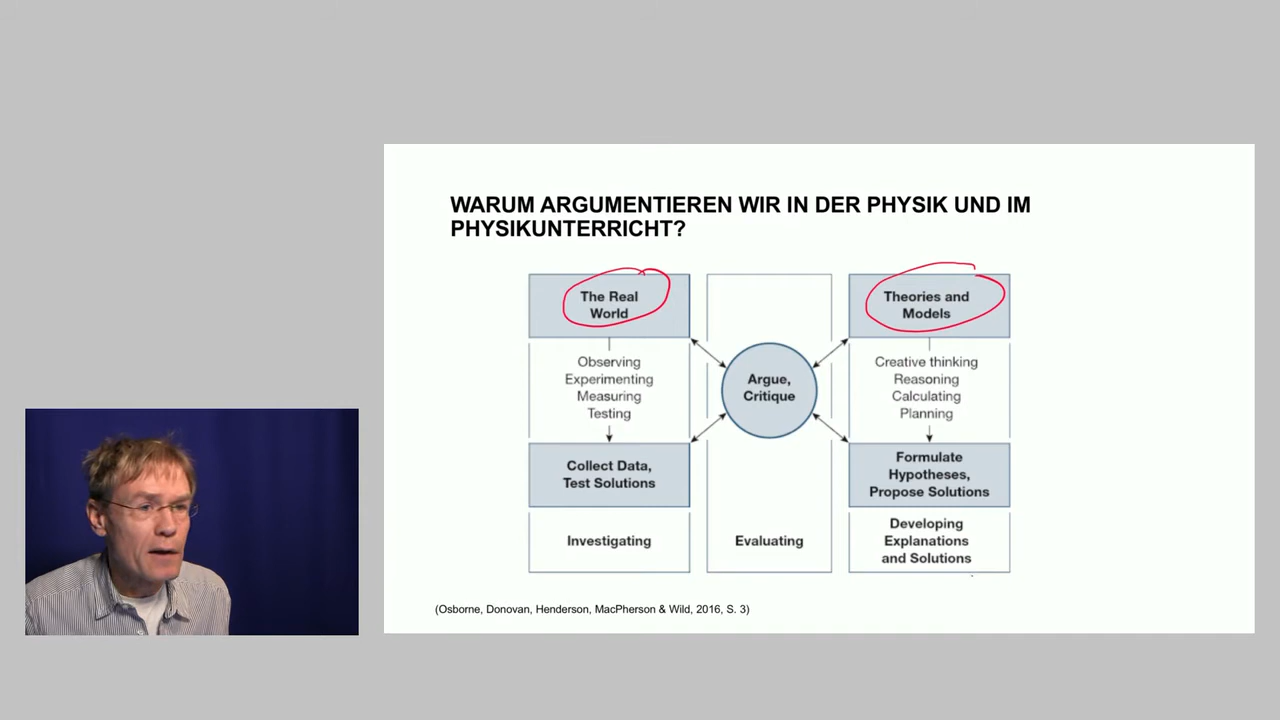 WARUM ARGUMENTIEREN WIR IN DER PHYSIK UND IM
PHYSIKUNTERRICHT?
The Real
World
Observing
Experimenting
Measuring
Testing
Collect Data,
Test Solutions
Investigating
Argue,
Critique
Evaluating
Theories and
Models
Creative thinking
Reasoning
Calculating
Planning
Formulate
Hypotheses,
Propose Solutions
Developing
Explanations
and Solutions
(Osborne, Donovan, Henderson, MacPherson & Wild, 2016, S. 3)